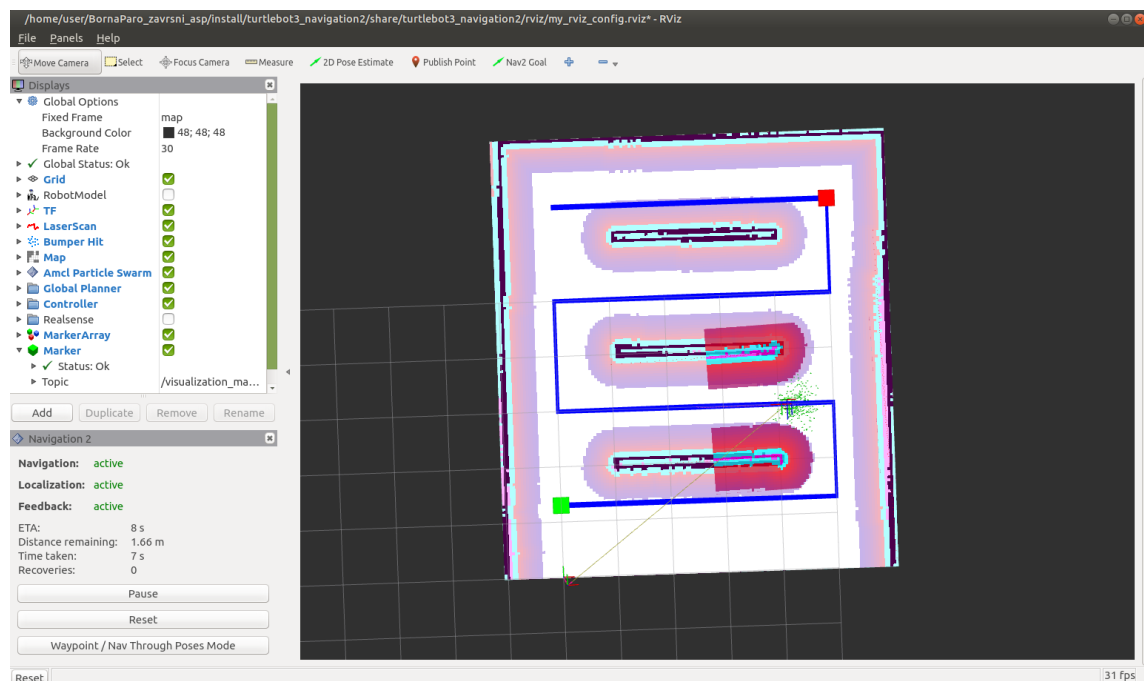 /home/user/BornaParo_zavrsni_asp/install/turtlebot3_navigation2/share/turtlebot3_navigation2/rviz/my_rviz_config.rviz* - RViz
File Panels Help
Move Camera Select Focus Camera Measure 2D Pose Estimate Publish Point Nav2 Goal
Displays
Global Options
Fixed Frame map
Background Color 48; 48; 48
Frame Rate 30
Global Status: Ok
Grid
RobotModel
TF
LaserScan
Bumper Hit
Map
Amcl Particle Swarm
Global Planner
Controller
Realsense
MarkerArray
Marker
Status: Ok
Topic /visualization_ma...
Add Duplicate Remove Rename
Navigation 2
Navigation: active
Localization: active
Feedback: active
ETA: 8 s
Distance remaining: 1.66 m
Time taken: 7 s
Recoveries: 0
Pause
Reset
Waypoint / Nav Through Poses Mode
Reset 31 fps